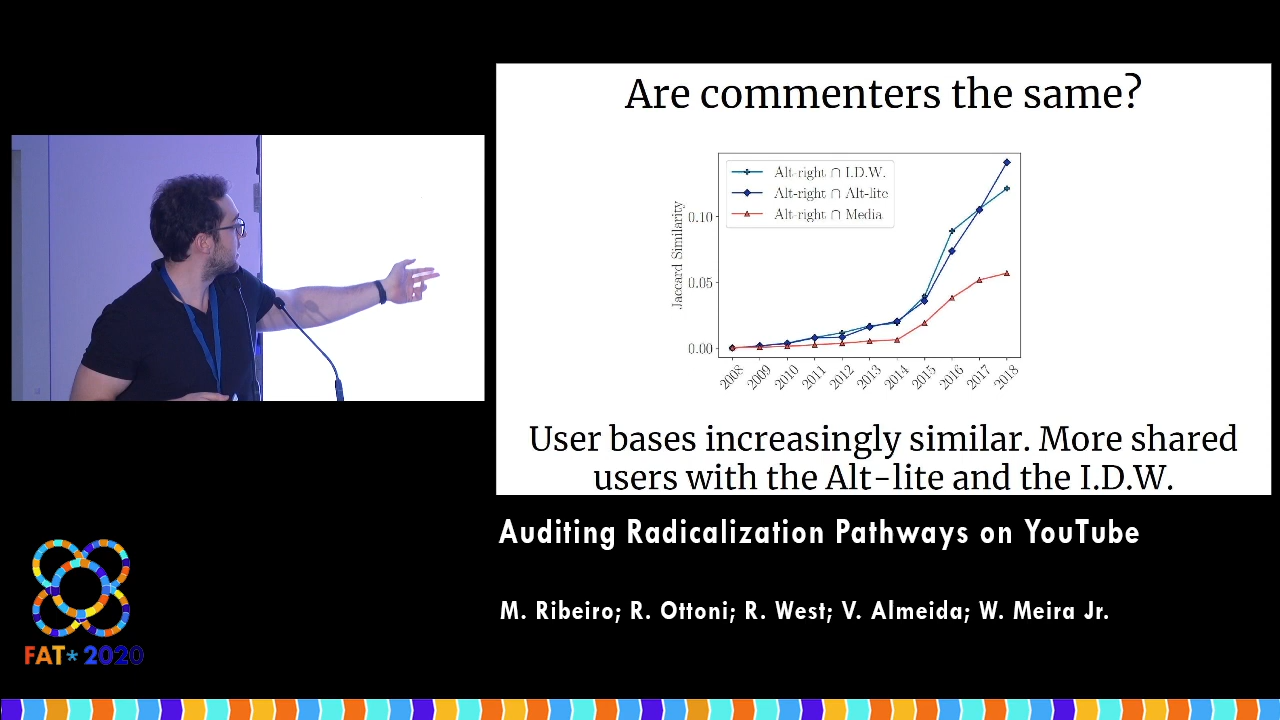 Are commenters the same?
Alt-right ∩ I.D.W.
Alt-right ∩ Alt-lite
Alt-right ∩ Media
Jaccard Similarity
0.10
0.05
0.00
2008
2009
2010
2011
2012
2013
2014
2015
2016
2017
2018
User bases increasingly similar. More shared
users with the Alt-lite and the I.D.W.
Auditing Radicalization Pathways on YouTube
M. Ribeiro; R. Ottoni; R. West; V. Almeida; W. Meira Jr.
FAT* 2020